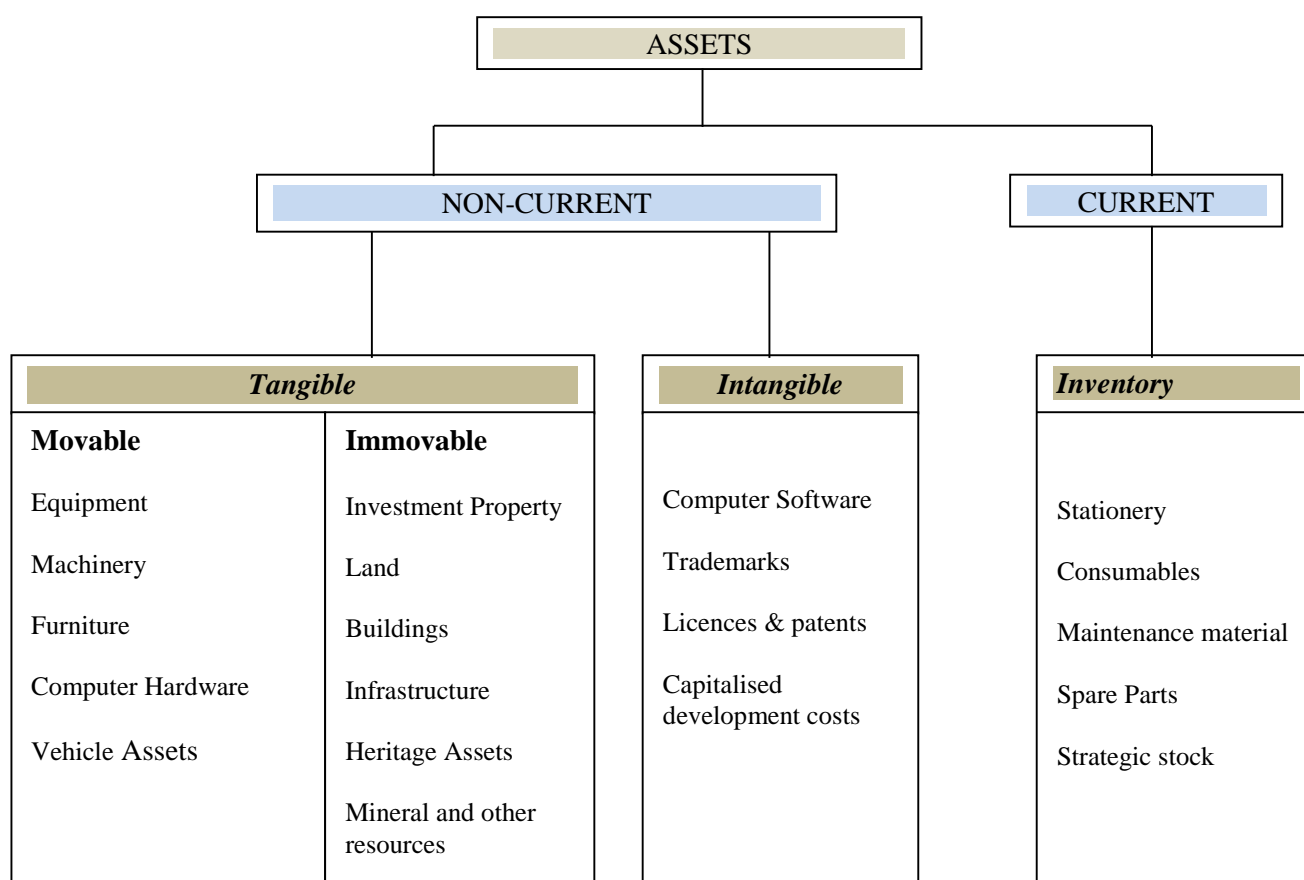 ASSETS
NON-CURRENT
CURRENT
Tangible
Movable
Equipment
Machinery
Furniture
Computer Hardware
Vehicle Assets
Immovable
Investment Property
Land
Buildings
Infrastructure
Heritage Assets
Mineral and other
resources
Intangible
Computer Software
Trademarks
Licences & patents
Capitalised
development costs
Inventory
Stationery
Consumables
Maintenance material
Spare Parts
Strategic stock